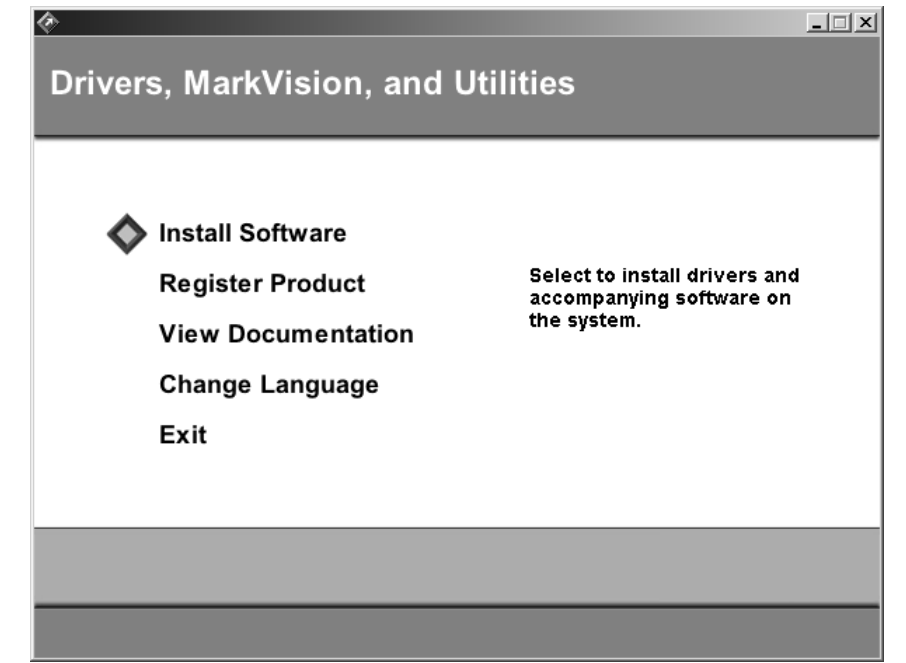 Drivers, MarkVision, and Utilities
Install Software
Register Product
View Documentation
Change Language
Exit
Select to install drivers and
accompanying software on
the system.